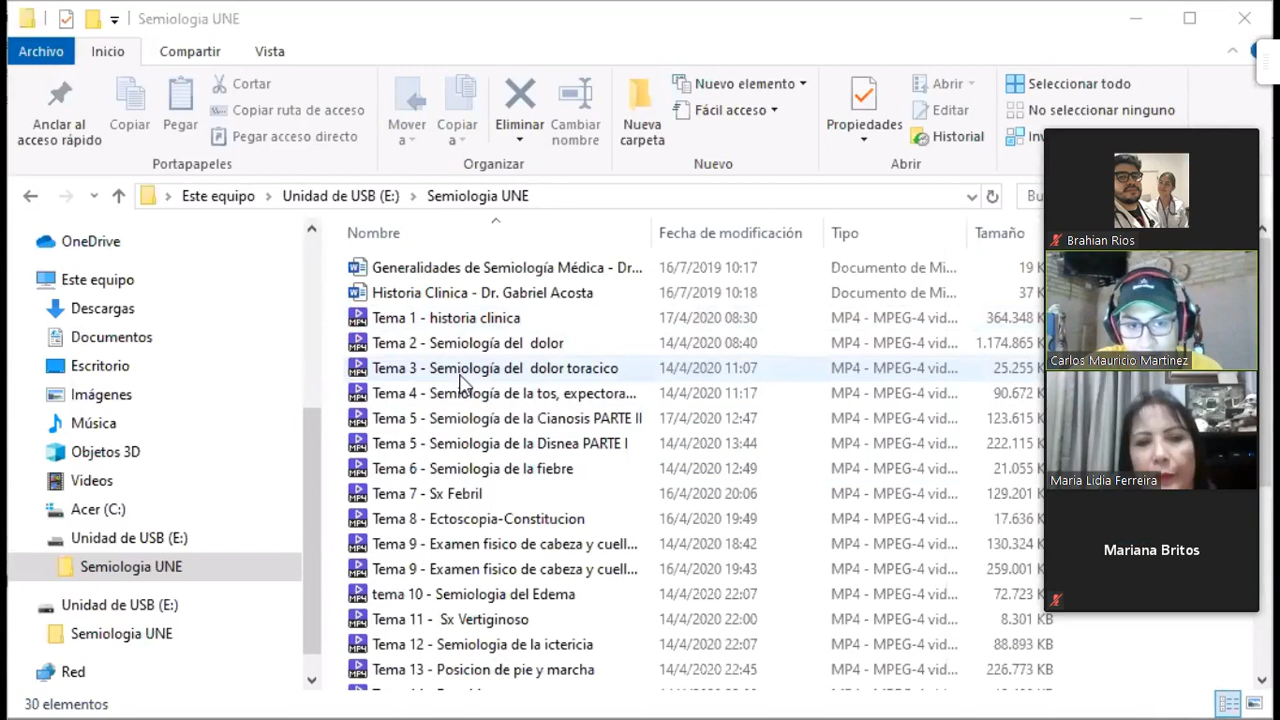 Semiologia UNE
Archivo Inicio Compartir Vista
Anclar al acceso rápido
Copiar
Pegar
Cortar
Copiar ruta de acceso
Pegar acceso directo
Portapapeles
Mover a
Copiar a
Eliminar
Cambiar nombre
Organizar
Nueva carpeta
Nuevo elemento
Fácil acceso
Nuevo
Propiedades
Abrir
Editar
Historial
Abrir
Seleccionar todo
No seleccionar ninguno
Este equipo Unidad de USB (E:) Semiologia UNE
OneDrive
Este equipo
Descargas
Documentos
Escritorio
Imágenes
Música
Objetos 3D
Videos
Acer (C:)
Unidad de USB (E:)
Semiologia UNE
Unidad de USB (E:)
Semiologia UNE
Red
Nombre Fecha de modificación Tipo Tamaño
Generalidades de Semiología Médica - Dr... 16/7/2019 10:17 Documento de Mi... 19 K
Historia Clinica - Dr. Gabriel Acosta 16/7/2019 10:18 Documento de Mi... 37 K
Tema 1 - historia clinica 17/4/2020 08:30 MP4 - MPEG-4 vid... 364.348 K
Tema 2 - Semiología del dolor 14/4/2020 08:40 MP4 - MPEG-4 vid... 1.174.865 K
Tema 3 - Semiología del dolor toracico 14/4/2020 11:07 MP4 - MPEG-4 vid... 25.255 K
Tema 4 - Semiología de la tos, expectora... 14/4/2020 11:17 MP4 - MPEG-4 vid... 90.672 K
Tema 5 - Semiología de la Cianosis PARTE II 17/4/2020 12:47 MP4 - MPEG-4 vid... 123.615 K
Tema 5 - Semiologia de la Disnea PARTE I 14/4/2020 13:44 MP4 - MPEG-4 vid... 222.115 K
Tema 6 - Semiologia de la fiebre 14/4/2020 12:49 MP4 - MPEG-4 vid... 21.055 K
Tema 7 - Sx Febril 16/4/2020 20:06 MP4 - MPEG-4 vid... 129.201 K
Tema 8 - Ectoscopia-Constitucion 16/4/2020 19:49 MP4 - MPEG-4 vid... 17.636 K
Tema 9 - Examen fisico de cabeza y cuell... 14/4/2020 18:42 MP4 - MPEG-4 vid... 130.324 K
Tema 9 - Examen fisico de cabeza y cuell... 16/4/2020 19:43 MP4 - MPEG-4 vid... 259.001 K
tema 10 - Semiologia del Edema 14/4/2020 22:07 MP4 - MPEG-4 vid... 72.723 K
Tema 11 - Sx Vertiginoso 14/4/2020 22:00 MP4 - MPEG-4 vid... 8.301 KB
Tema 12 - Semiologia de la ictericia 14/4/2020 22:07 MP4 - MPEG-4 vid... 88.893 KB
Tema 13 - Posicion de pie y marcha 14/4/2020 22:45 MP4 - MPEG-4 vid... 226.773 KB
Brahian Rios
Carlos Mauricio Martinez
Maria Lidia Ferreira
Mariana Britos
30 elementos